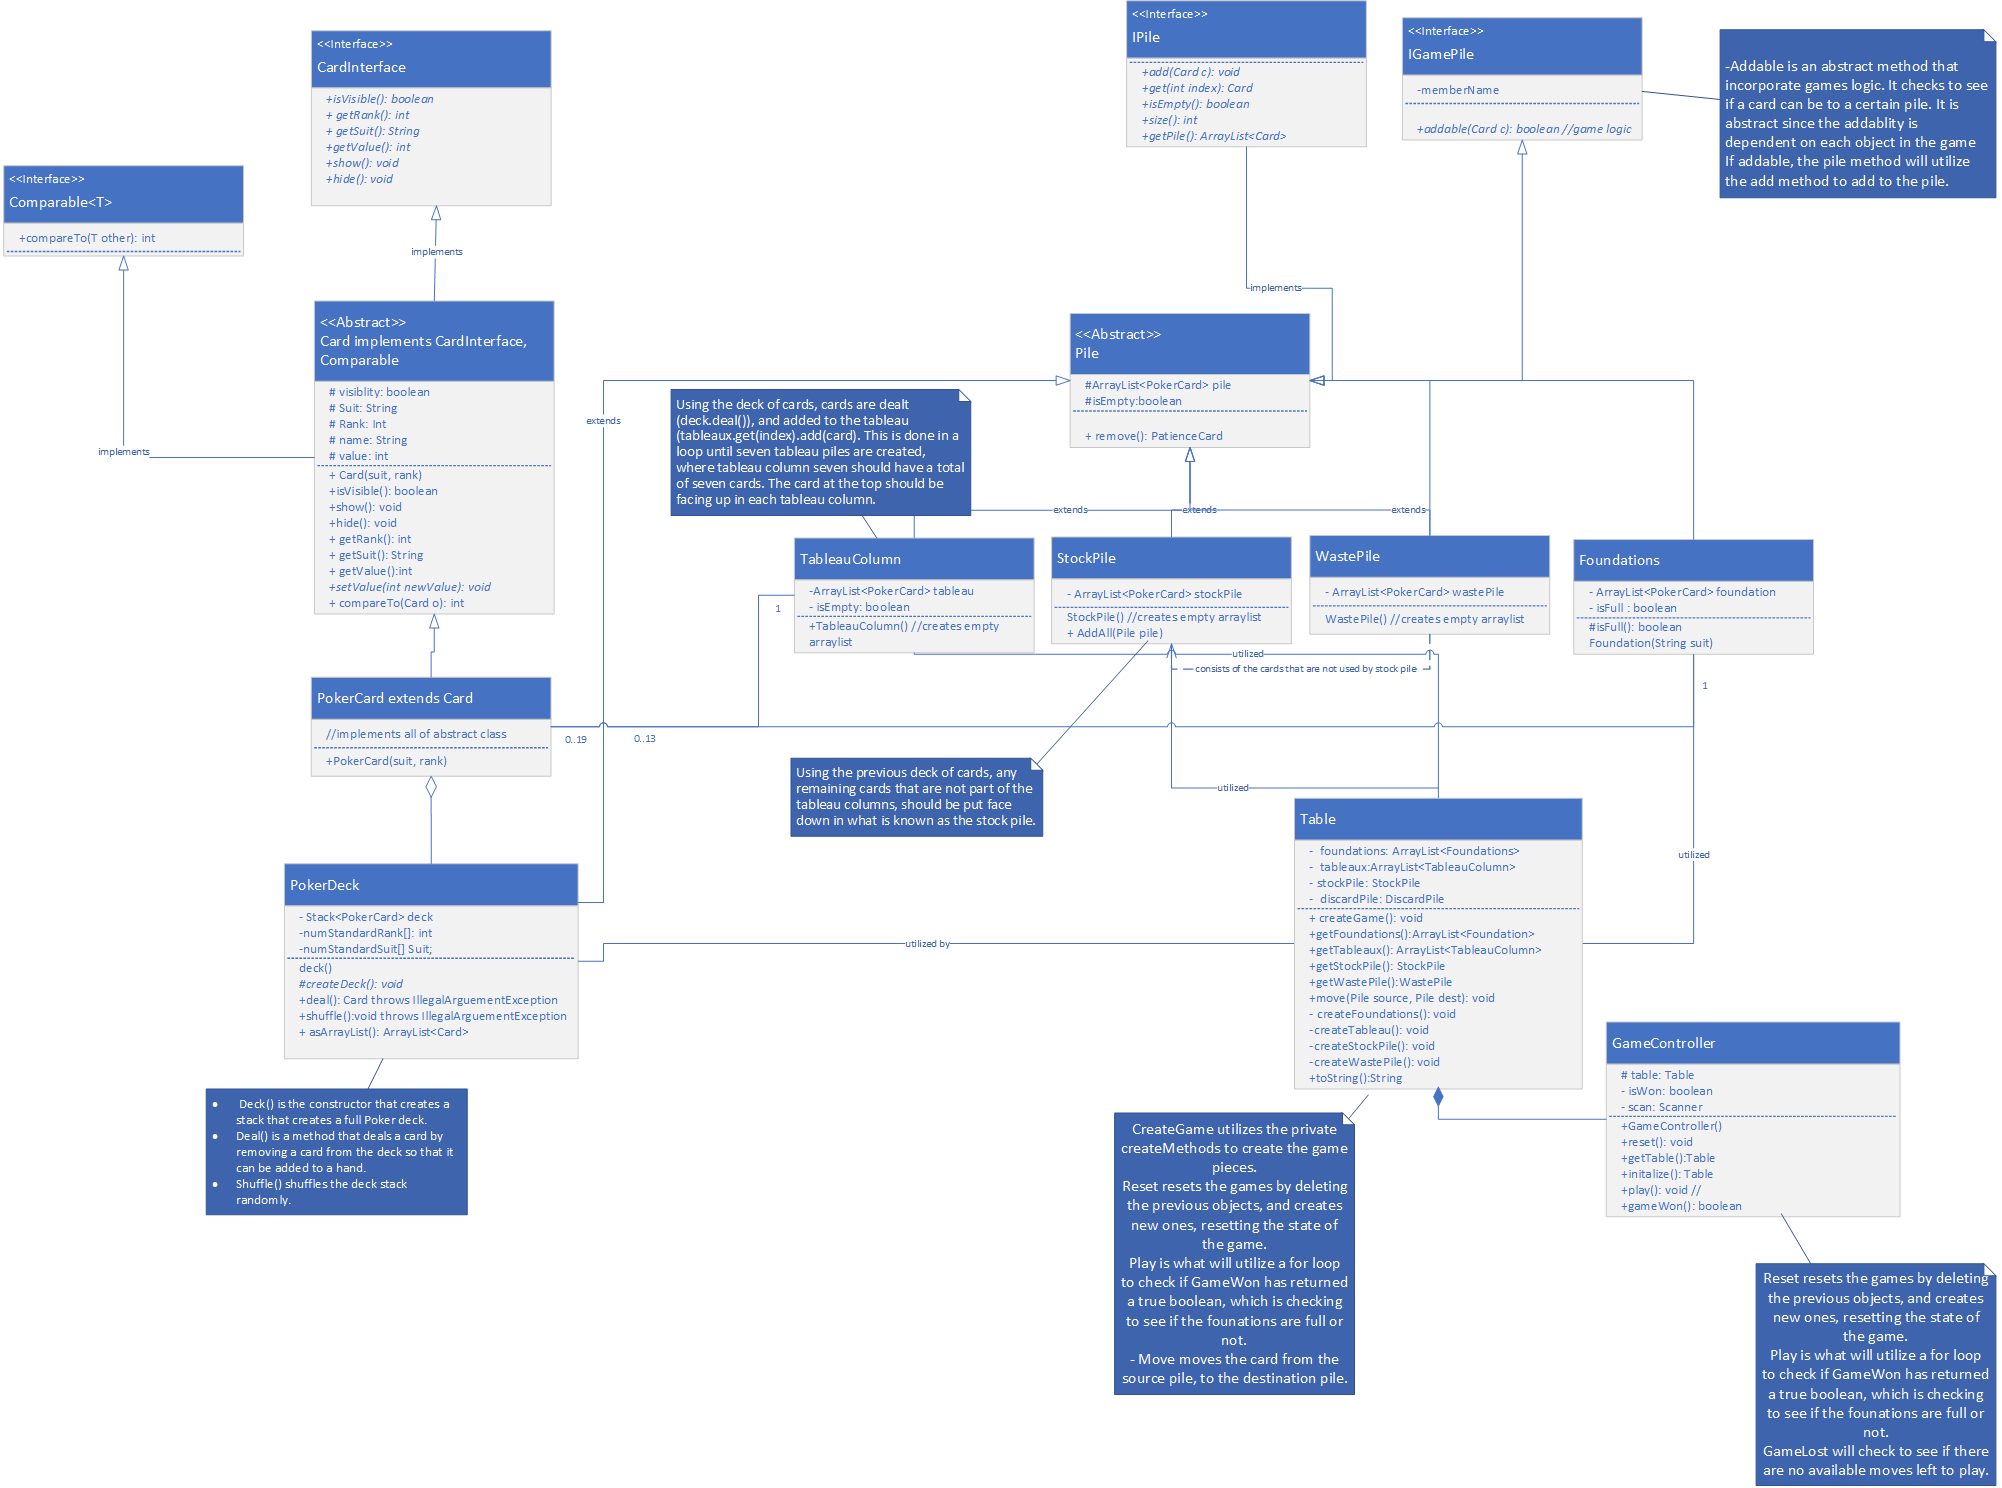 <<Interface>>
IPile
+add(Card c): void
+get(int index): Card
+isEmpty(): boolean
+size(): int
+getPile(): ArrayList<Card>
<<Interface>>
IGamePile
-memberName
+addable(Card c): boolean //game logic
-Addable is an abstract method that
incorporate games logic. It checks to see
if a card can be to a certain pile. It is
abstract since the addablity is
dependent on each object in the game
If addable, the pile method will utilize
the add method to add to the pile.
<<Interface>>
CardInterface
+isVisible(): boolean
+ getRank(): int
+ getSuit(): String
+getValue(): int
+show(): void
+hide(): void
<<Interface>>
Comparable<T>
+compareTo(T other): int
implements
implements
implements
<<Abstract>>
Card implements CardInterface,
Comparable
# visiblity: boolean
# Suit: String
# Rank: Int
# name: String
# value: int
+ Card(suit, rank)
+isVisible(): boolean
+show(): void
+hide(): void
+ getRank(): int
+ getSuit(): String
+ getValue():int
+setValue(int newValue): void
+ compareTo(Card o): int
<<Abstract>>
Pile
#ArrayList<PokerCard> pile
#isEmpty:boolean
+ remove(): PatienceCard
extends
Using the deck of cards, cards are dealt
(deck.deal()), and added to the tableau
(tableaux.get(index).add(card). This is done in a
loop until seven tableau piles are created,
where tableau column seven should have a total
of seven cards. The card at the top should be
facing up in each tableau column.
extends
extends
extends
TableauColumn
-ArrayList<PokerCard> tableau
- isEmpty: boolean
+TableauColumn() //creates empty
arraylist
StockPile
- ArrayList<PokerCard> stockPile
StockPile() //creates empty arraylist
+ AddAll(Pile pile)
WastePile
- ArrayList<PokerCard> wastePile
WastePile() //creates empty arraylist
Foundations
- ArrayList<PokerCard> foundation
- isFull : boolean
#isFull(): boolean
Foundation(String suit)
1
utilized
consists of the cards that are not used by stock pile
1
PokerCard extends Card
//implements all of abstract class
+PokerCard(suit, rank)
0..19
0..13
Using the previous deck of cards, any
remaining cards that are not part of the
tableau columns, should be put face
down in what is known as the stock pile.
utilized
Table
- foundations: ArrayList<Foundations>
- tableaux:ArrayList<TableauColumn>
- stockPile: StockPile
- discardPile: DiscardPile
+ createGame(): void
+getFoundations():ArrayList<Foundation>
+getTableaux(): ArrayList<TableauColumn>
+getStockPile(): StockPile
+getWastePile():WastePile
+move(Pile source, Pile dest): void
- createFoundations(): void
-createTableau(): void
-createStockPile(): void
-createWastePile(): void
+toString():String
utilized
utilized by
PokerDeck
- Stack<PokerCard> deck
-numStandardRank[]: int
-numStandardSuit[] Suit;
deck()
#createDeck(): void
+deal(): Card throws IllegalArguementException
+shuffle():void throws IllegalArguementException
+ asArrayList(): ArrayList<Card>
• Deck() is the constructor that creates a
stack that creates a full Poker deck.
• Deal() is a method that deals a card by
removing a card from the deck so that it
can be added to a hand.
• Shuffle() shuffles the deck stack
randomly.
GameController
# table: Table
- isWon: boolean
- scan: Scanner
+GameController()
+reset(): void
+getTable():Table
+initalize(): Table
+play(): void //
+gameWon(): boolean
CreateGame utilizes the private
createMethods to create the game
pieces.
Reset resets the games by deleting
the previous objects, and creates
new ones, resetting the state of
the game.
Play is what will utilize a for loop
to check if GameWon has returned
a true boolean, which is checking
to see if the founations are full or
not.
- Move moves the card from the
source pile, to the destination pile.
Reset resets the games by deleting
the previous objects, and creates
new ones, resetting the state of
the game.
Play is what will utilize a for loop
to check if GameWon has returned
a true boolean, which is checking
to see if the founations are full or
not.
GameLost will check to see if there
are no available moves left to play.